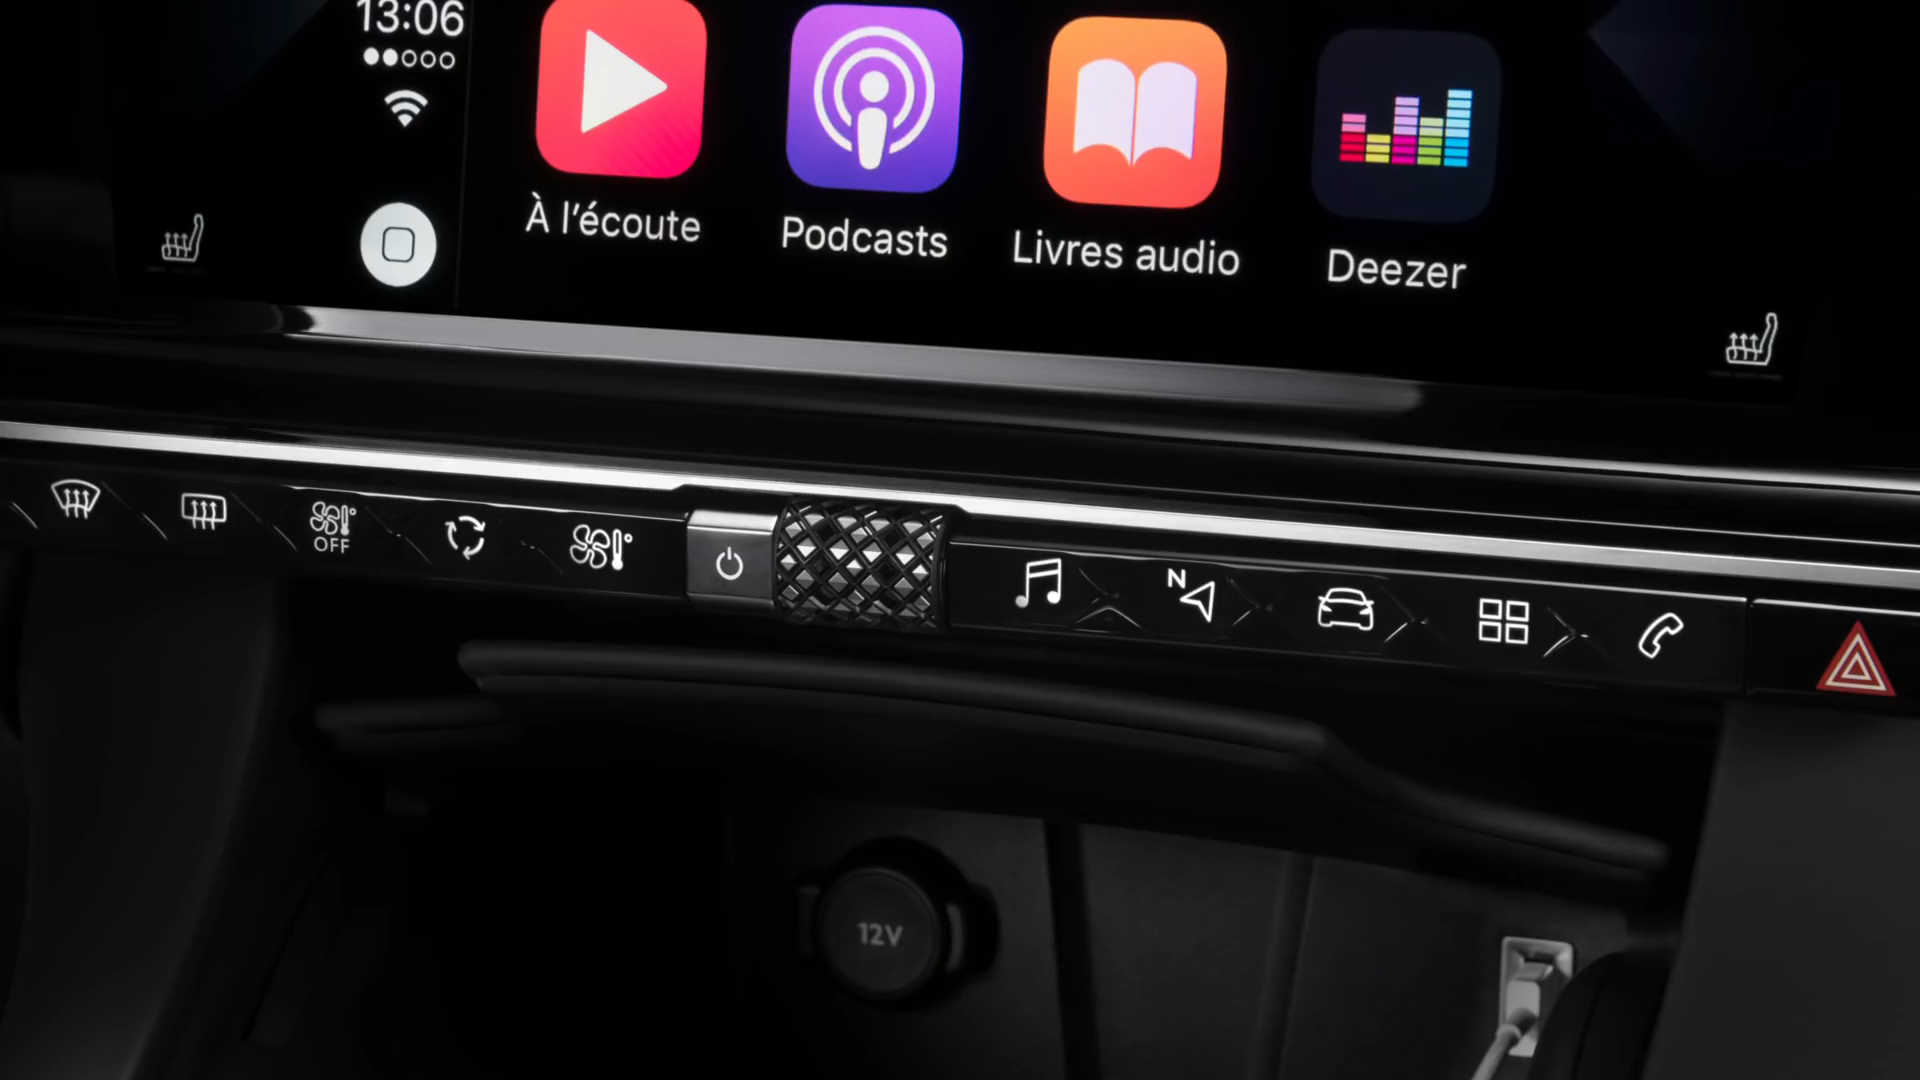 13:06
À l'écoute
Podcasts
Livres audio
Deezer
OFF
N
12V